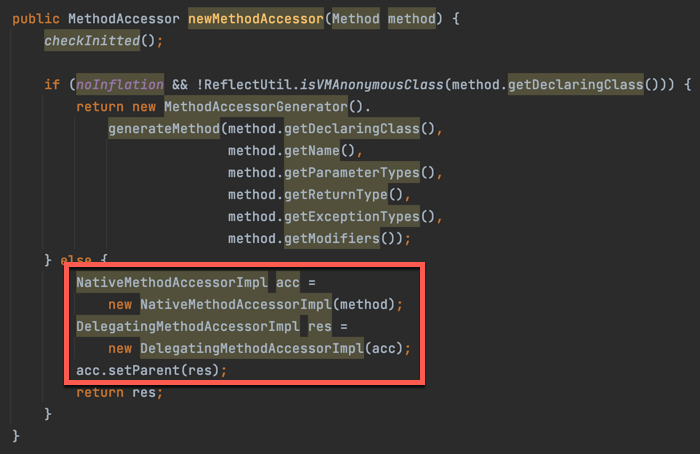 public MethodAccessor newMethodAccessor(Method method) {
checkInitted();
if (noInflation && !ReflectUtil.isVMAnonymousClass(method.getDeclaringClass())) {
return new MethodAccessorGenerator().
generateMethod(method.getDeclaringClass(),
method.getName(),
method.getParameterTypes(),
method.getReturnType(),
method.getExceptionTypes(),
method.getModifiers());
} else {
NativeMethodAccessorImpl acc =
new NativeMethodAccessorImpl(method);
DelegatingMethodAccessorImpl res =
new DelegatingMethodAccessorImpl(acc);
acc.setParent(res);
return res;
}
}